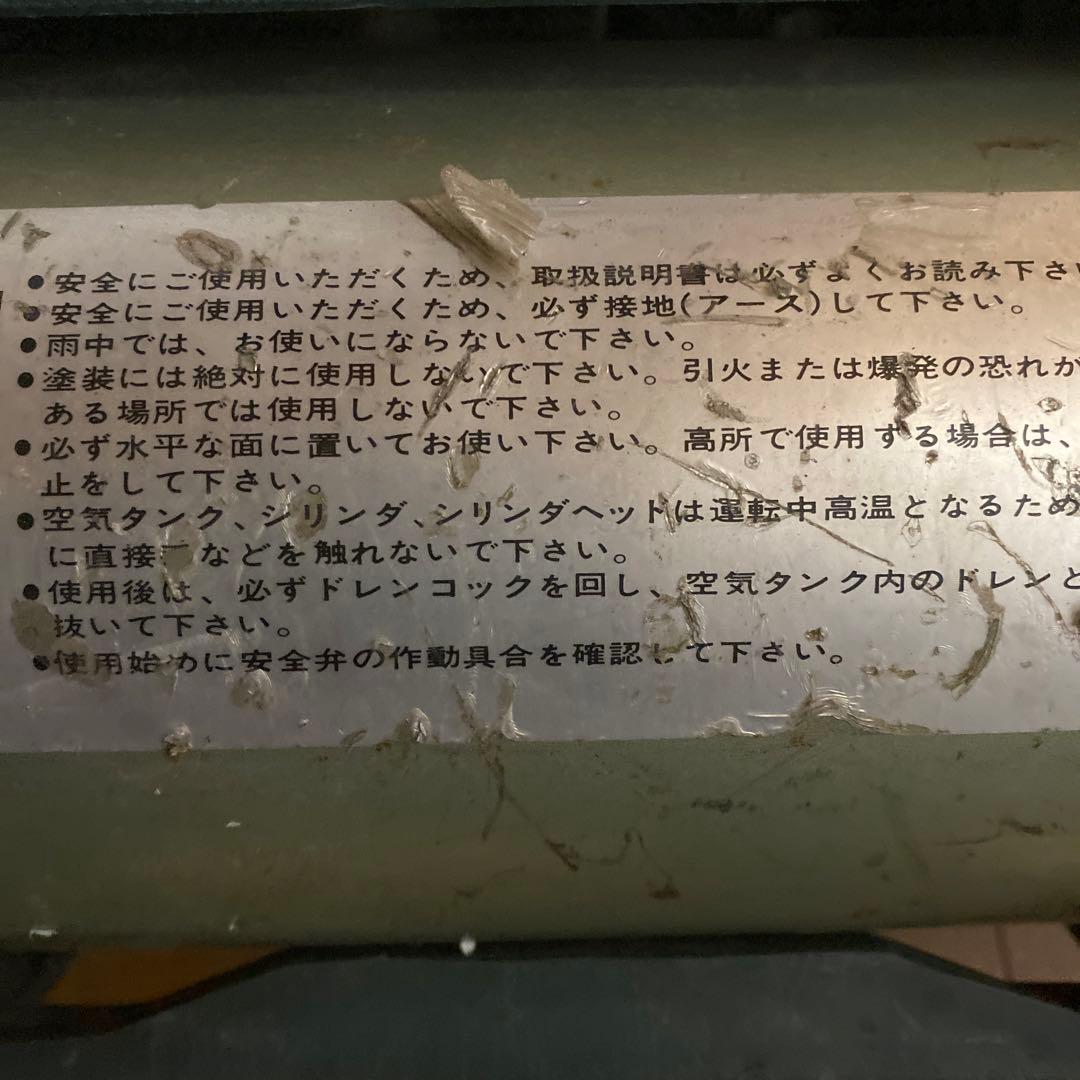 ●安全にご使用いただくため、取扱説明書は必ずよくお読み下さい
●安全にご使用いただくため、必ず接地(アース)して下さい。
●雨中では、お使いにならないで下さい。
●塗装には絶対に使用しないで下さい。引火または爆発の恐れが
ある場所では使用しないで下さい。
●必ず水平な面に置いてお使い下さい。高所で使用する場合は、
止をして下さい。
●空気タンク、シリンダ、シリンダヘッドは運転中高温となるため
に直接 などを触れないで下さい。
●使用後は、必ずドレンコックを回し、空気タンク内のドレンと
抜いて下さい。
●使用始めに安全弁の作動具合を確認して下さい。